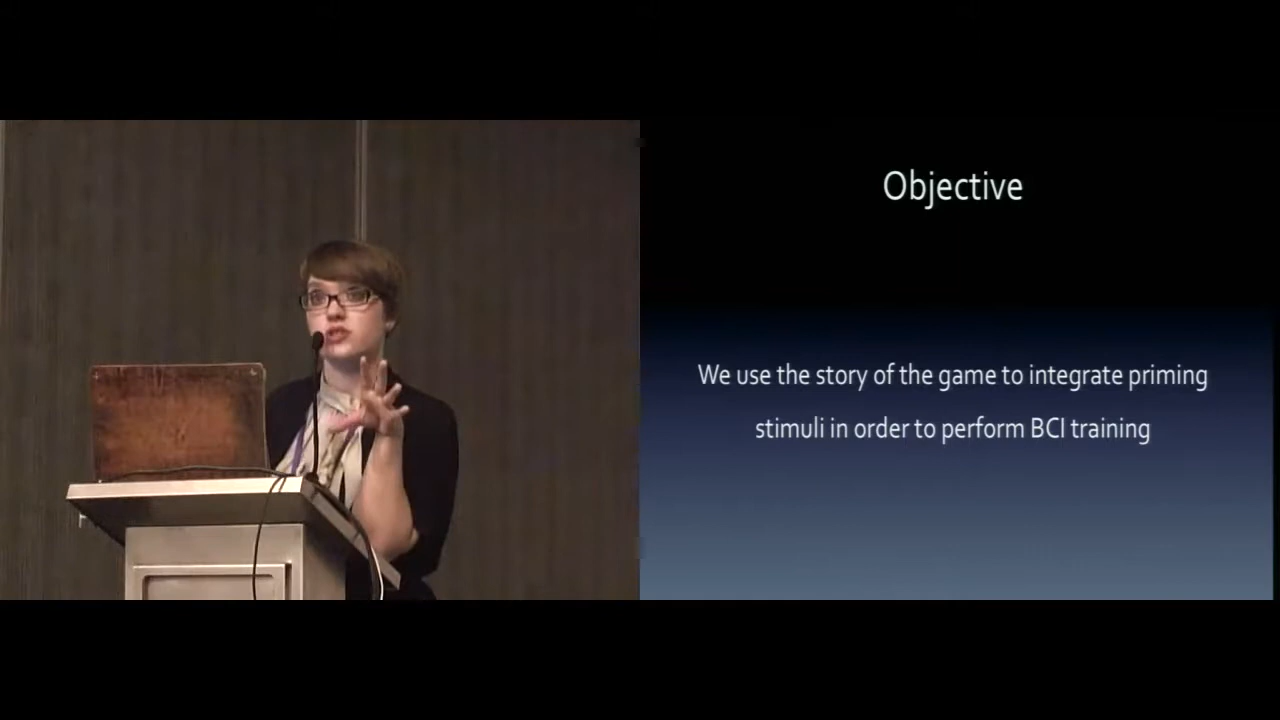 Objective
We use the story of the game to integrate priming
stimuli in order to perform BCI training